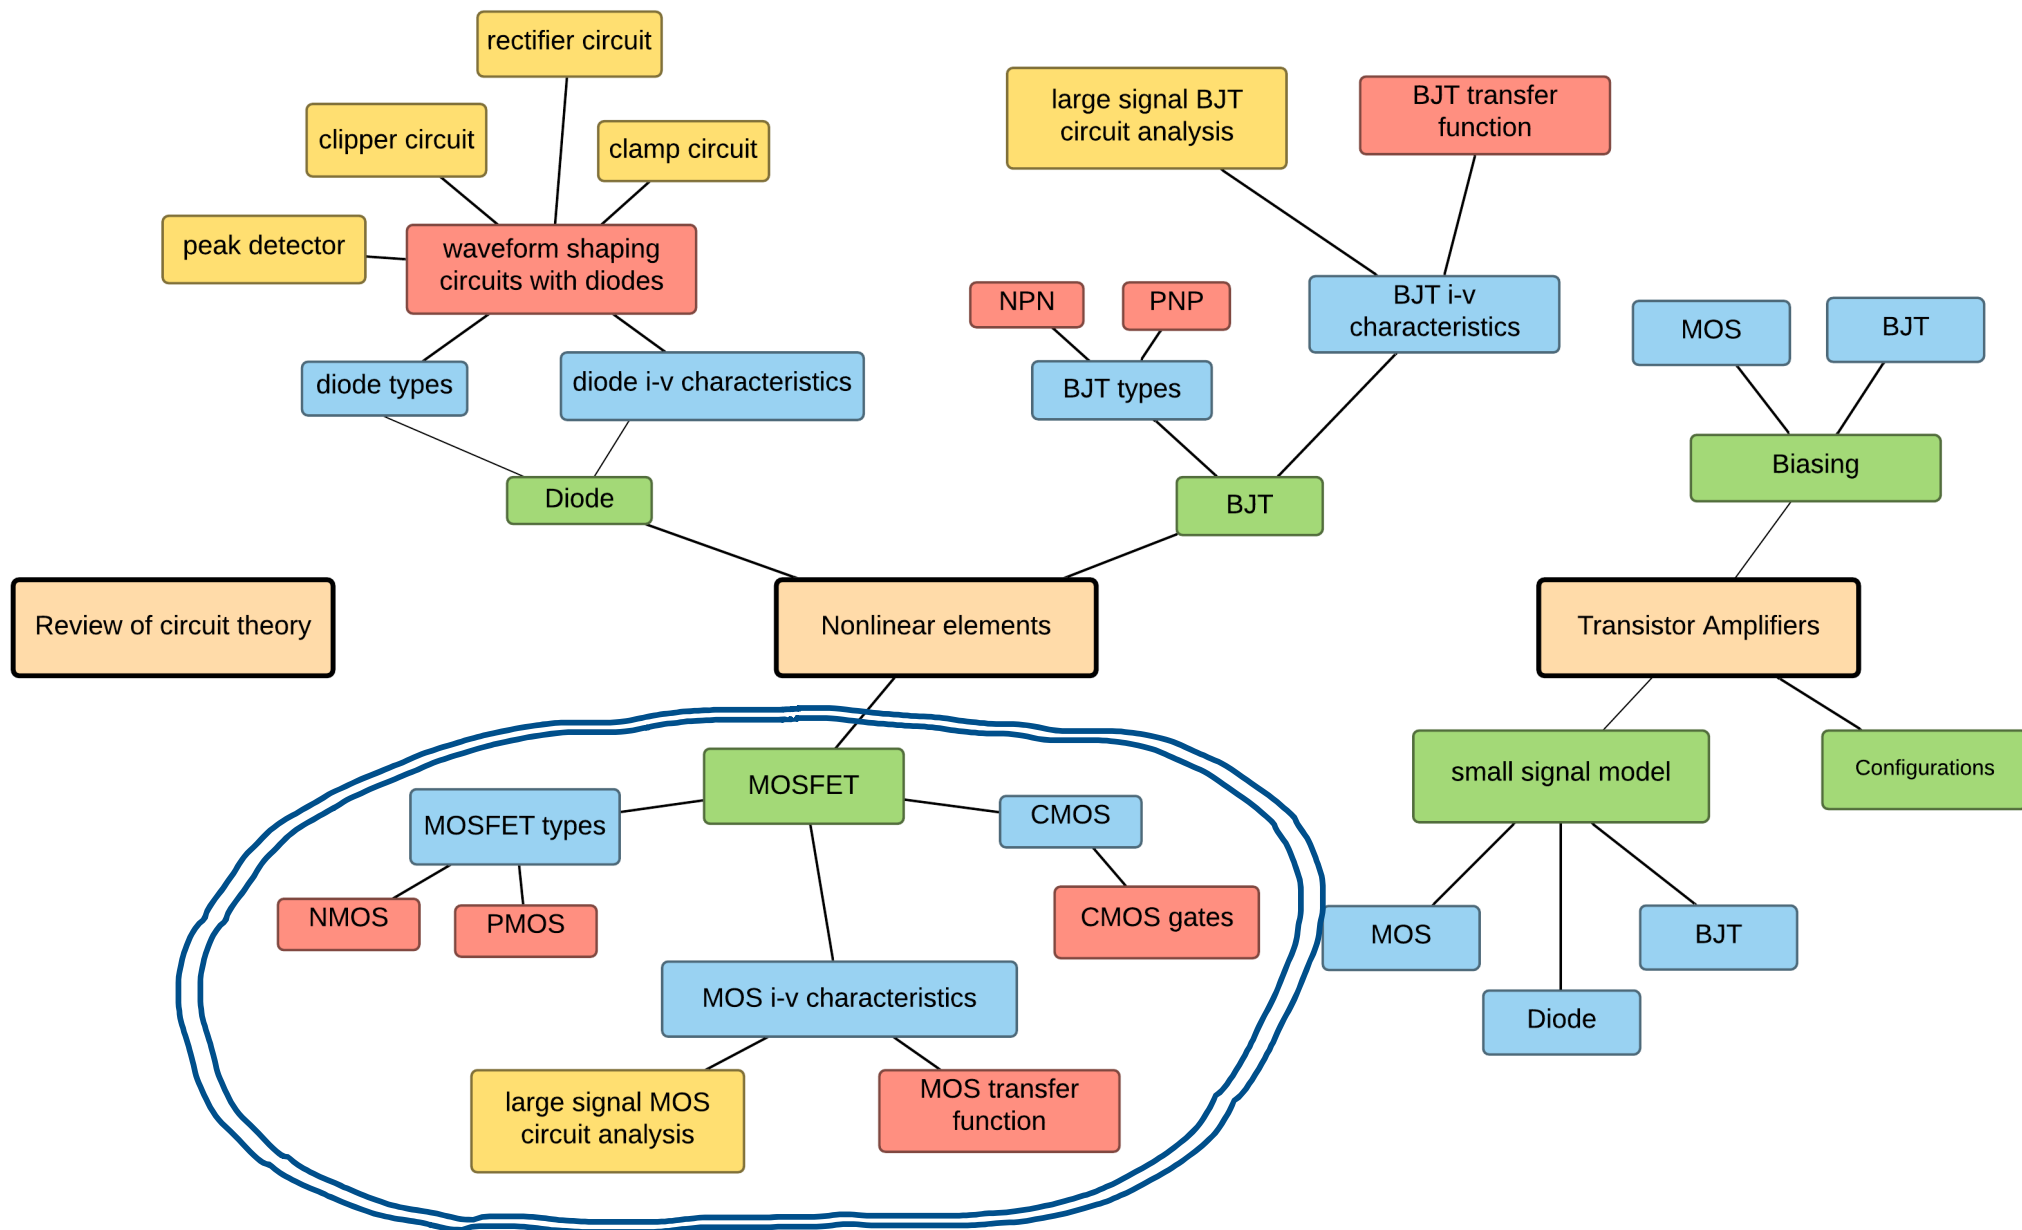 rectifier circuit
clipper circuit
clamp circuit
peak detector
waveform shaping
circuits with diodes
diode types
diode i-v characteristics
Diode
large signal BJT
circuit analysis
BJT transfer
function
NPN
PNP
BJT i-v
characteristics
BJT types
BJT
MOS
BJT
Biasing
Review of circuit theory
Nonlinear elements
Transistor Amplifiers
MOSFET
MOSFET types
CMOS
NMOS
PMOS
CMOS gates
MOS i-v characteristics
large signal MOS
circuit analysis
MOS transfer
function
small signal model
Configurations
MOS
BJT
Diode